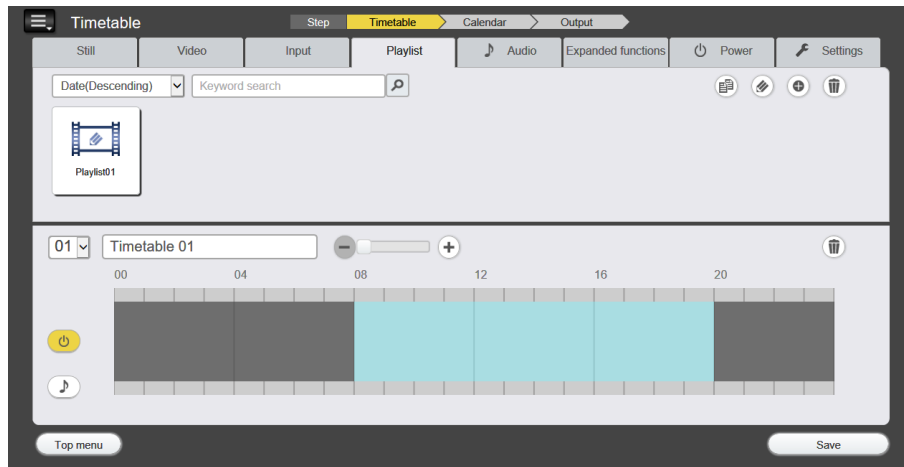 Timetable
Step Timetable Calendar Output
Still Video Input Playlist Audio Expanded functions Power Settings
Date(Descending) Keyword search
Playlist01
01 Timetable 01
00 04 08 12 16 20
Top menu Save